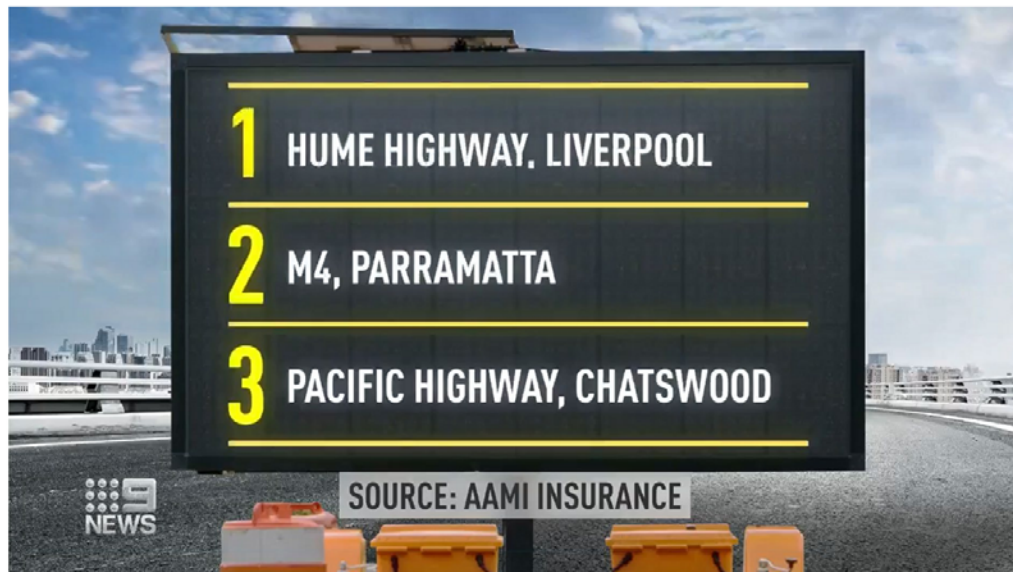 1 HUME HIGHWAY, LIVERPOOL
2 M4, PARRAMATTA
3 PACIFIC HIGHWAY, CHATSWOOD
SOURCE: AAMI INSURANCE
9
NEWS